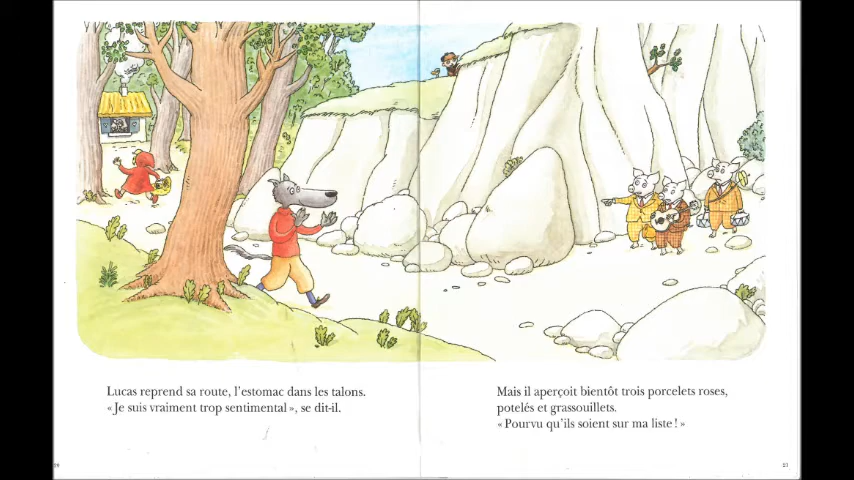 Lucas reprend sa route, l'estomac dans les talons.
« Je suis vraiment trop sentimental », se dit-il.
Mais il aperçoit bientôt trois porcelets roses,
potelés et grassouillets.
« Pourvu qu'ils soient sur ma liste ! »